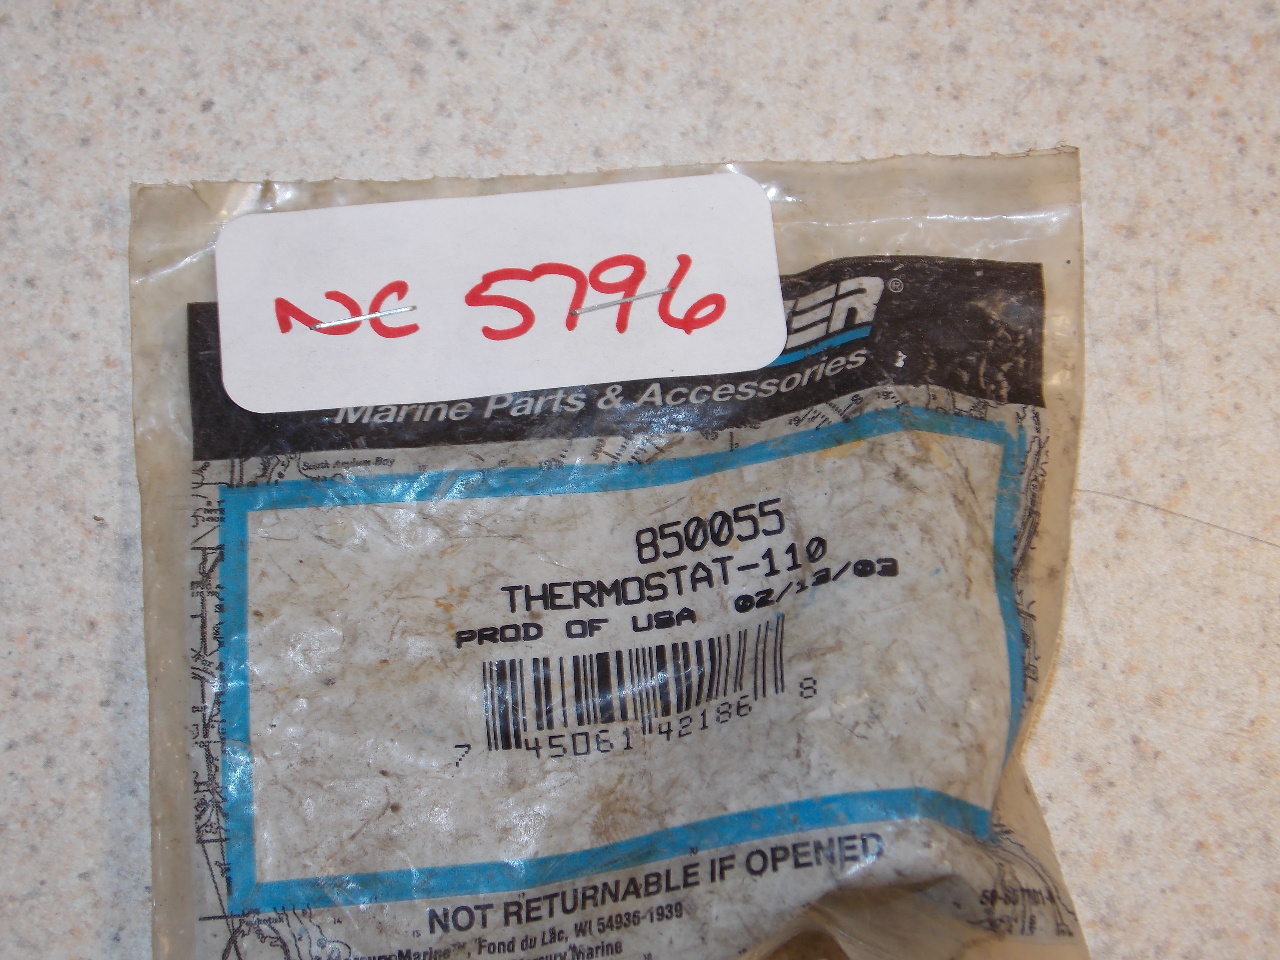 NC 5796
®
Marine Parts & Accessories
850055
THERMOSTAT-110
PROD OF USA 02/13/03
7 45061 42186 8
NOT RETURNABLE IF OPENED
Fond du Lac, WI 54936-1939
Marine